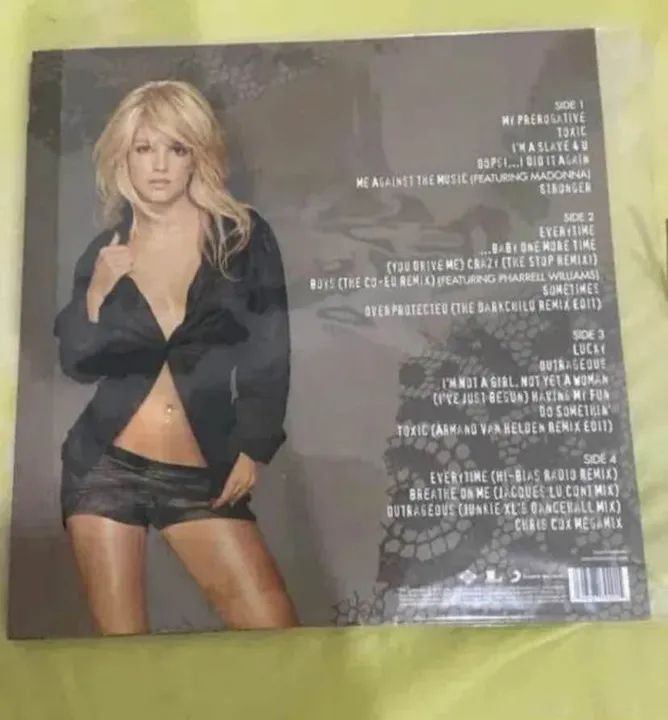 SIDE 1
MY PREROGATIVE
TOXIC
I'M A SLAVE 4 U
OOPS!...I DID IT AGAIN
ME AGAINST THE MUSIC (FEATURING MADONNA)
STRONGER
SIDE 2
EVERYTIME
...BABY ONE MORE TIME
(YOU DRIVE ME) CRAZY (THE STOP REMIX!)
BOYS (THE CO-ED REMIX) (FEATURING PHARRELL WILLIAMS)
SOMETIMES
OVERPROTECTED (THE DARKCHILD REMIX EDIT)
SIDE 3
LUCKY
OUTRAGEOUS
I'M NOT A GIRL, NOT YET A WOMAN
(I'VE JUST BEGUN) HAVING MY FUN
DO SOMETHIN'
TOXIC (ARMAND VAN HELDEN REMIX EDIT)
SIDE 4
EVERYTIME (HI-BIAS RADIO REMIX)
BREATHE ON ME (JACQUES LU CONT MIX)
OUTRAGEOUS (JUNKIE XL'S DANCEHALL MIX)
CHRIS COX MEGAMIX